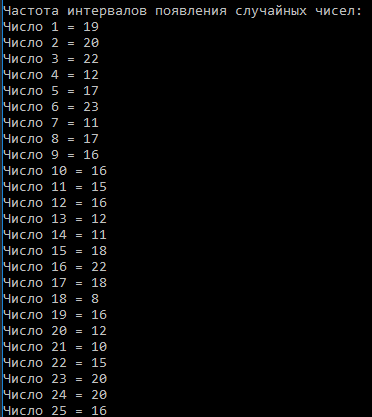 Частота интервалов появления случайных чисел:
Число 1 = 19
Число 2 = 20
Число 3 = 22
Число 4 = 12
Число 5 = 17
Число 6 = 23
Число 7 = 11
Число 8 = 17
Число 9 = 16
Число 10 = 16
Число 11 = 15
Число 12 = 16
Число 13 = 12
Число 14 = 11
Число 15 = 18
Число 16 = 22
Число 17 = 18
Число 18 = 8
Число 19 = 16
Число 20 = 12
Число 21 = 10
Число 22 = 15
Число 23 = 20
Число 24 = 20
Число 25 = 16